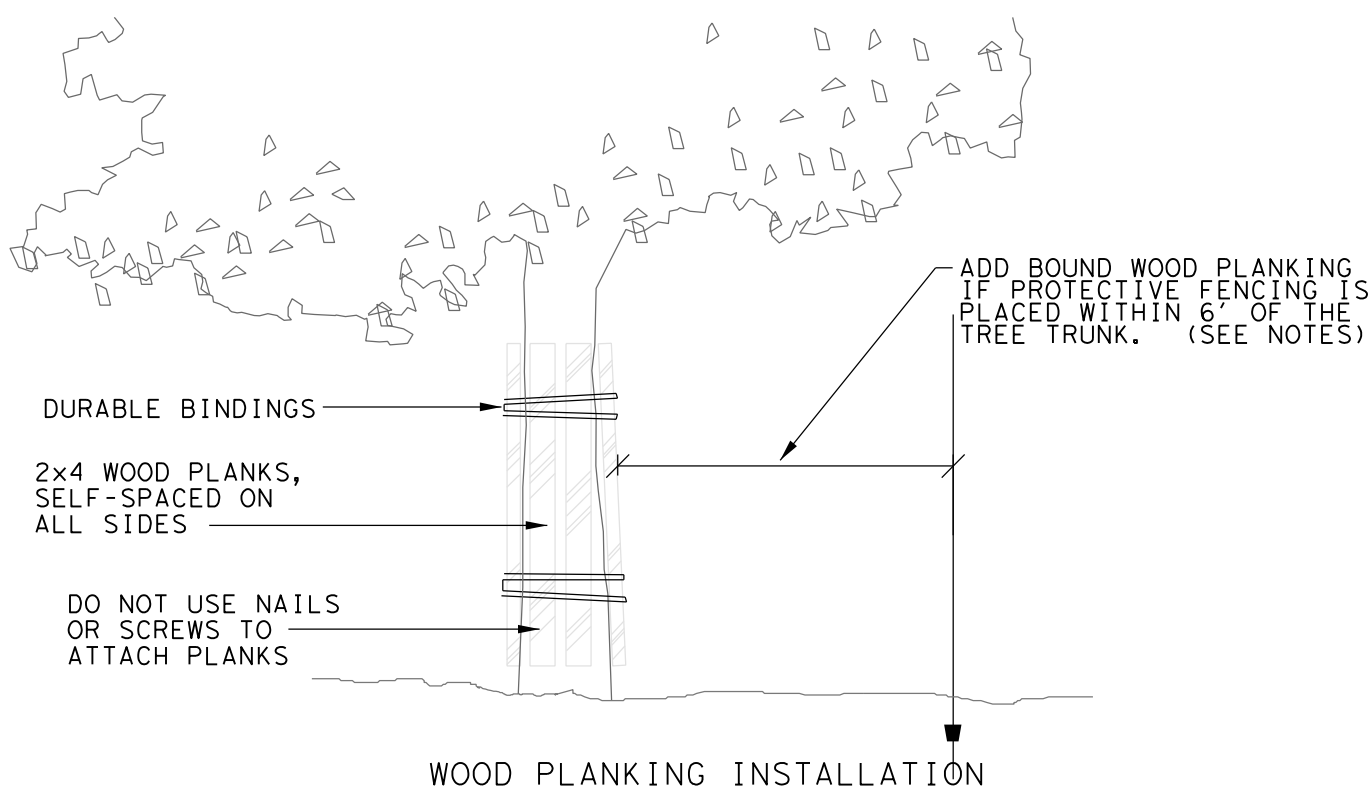 ADD BOUND WOOD PLANKING
IF PROTECTIVE FENCING IS
PLACED WITHIN 6' OF THE
TREE TRUNK. (SEE NOTES)
DURABLE BINDINGS
2x4 WOOD PLANKS,
SELF-SPACED ON
ALL SIDES
DO NOT USE NAILS
OR SCREWS TO
ATTACH PLANKS
WOOD PLANKING INSTALLATION